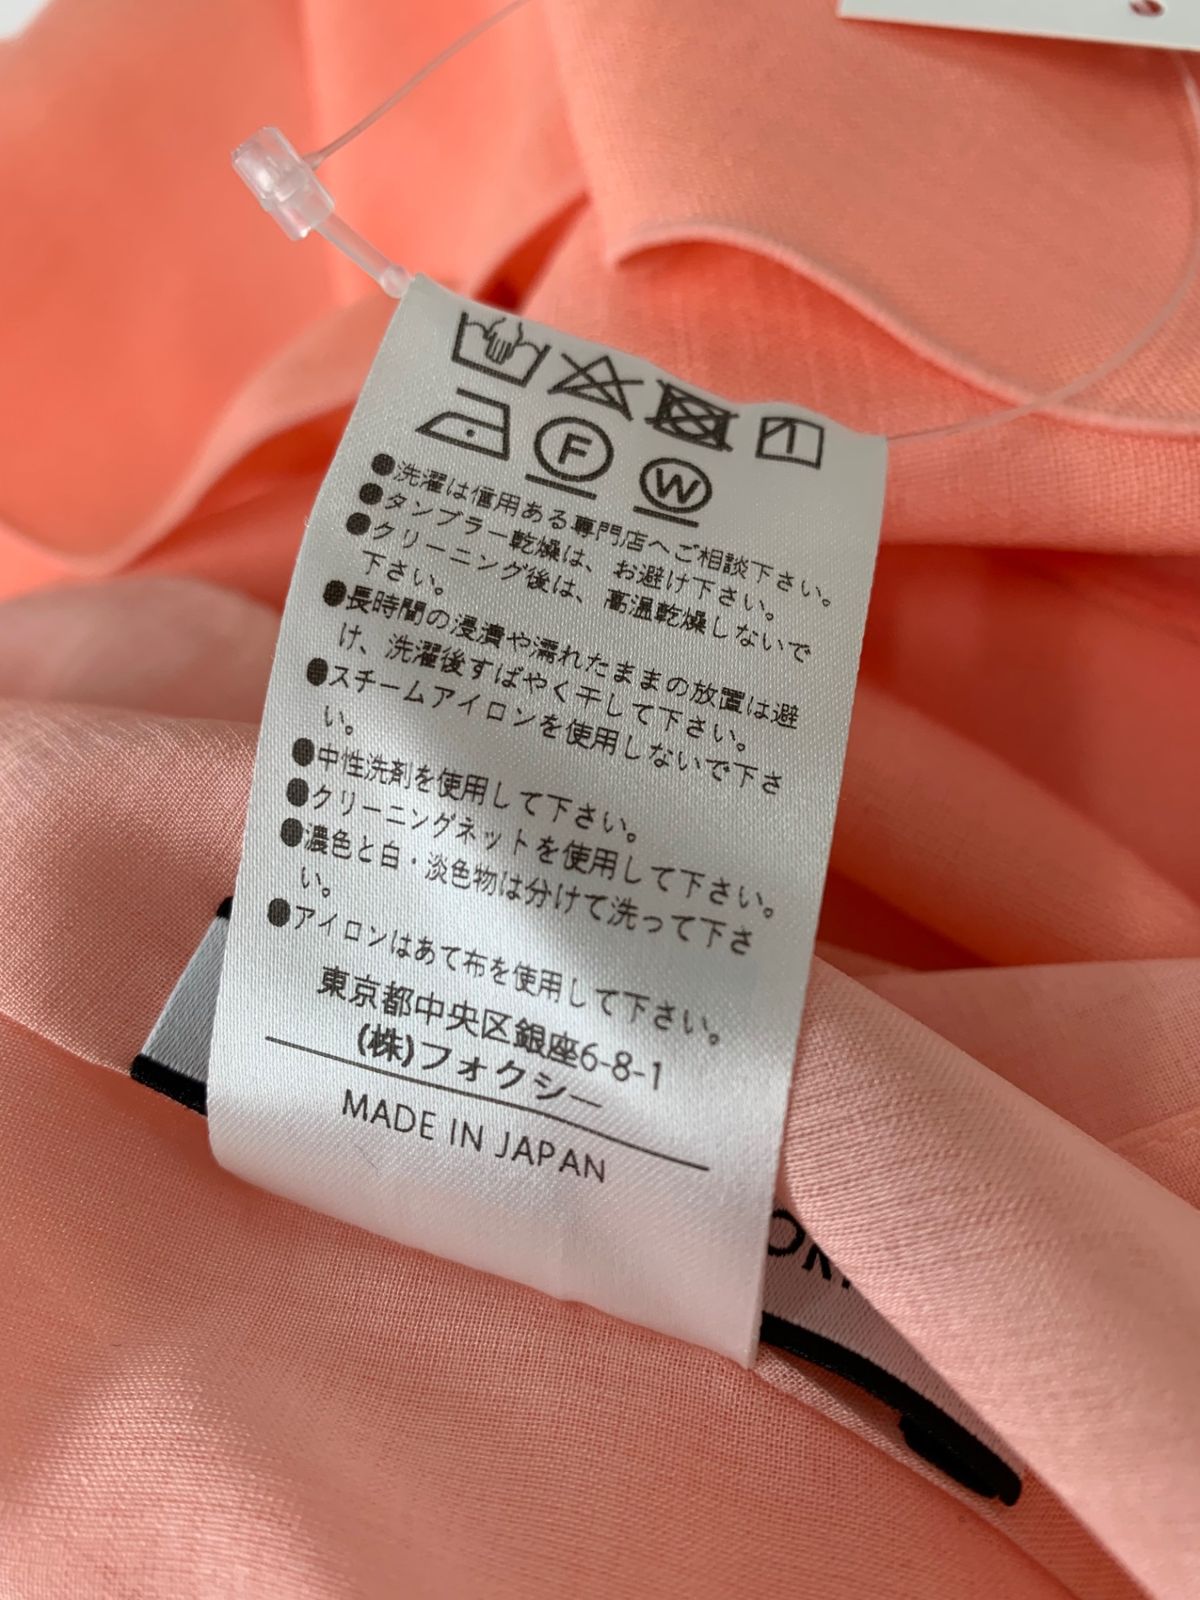 F
W
●洗濯は信用ある専門店へご相談下さい。
●タンブラー乾燥は、お避け下さい。
●クリーニング後は、高温乾燥しないで
下さい。
●長時間の浸漬や濡れたままの放置は避
け、洗濯後すばやく干して下さい。
●スチームアイロンを使用しないで下さ
い。
●中性洗剤を使用して下さい。
●クリーニングネットを使用して下さい。
●濃色と白・淡色物は分けて洗って下さ
い。
●アイロンはあて布を使用して下さい。
東京都中央区銀座6-8-1
(株)フォクシー
MADE IN JAPAN